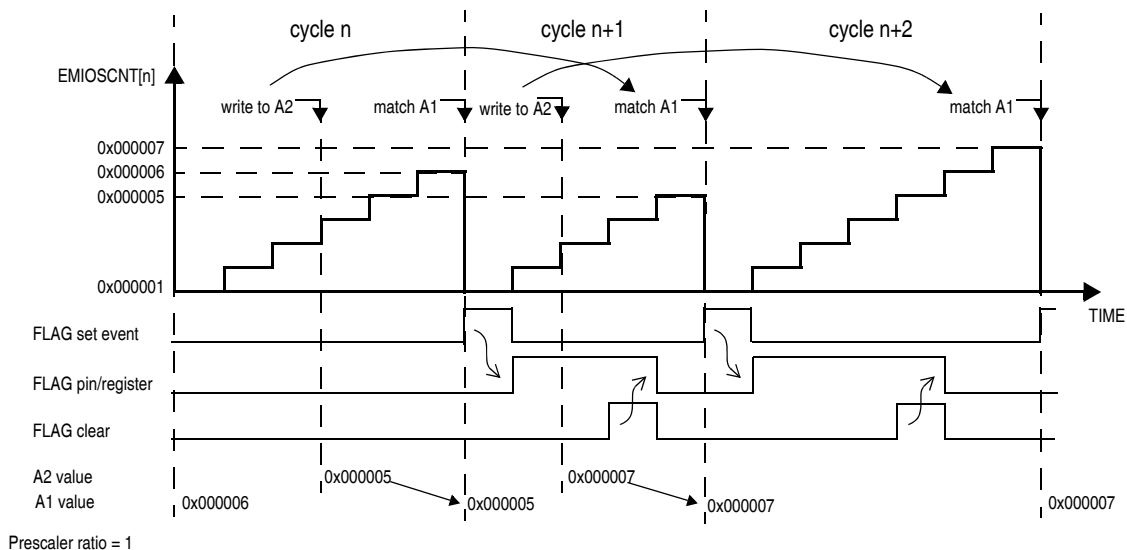 cycle n cycle n+1 cycle n+2
EMIOSCNT[n]
write to A2 match A1 write to A2 match A1 match A1
0x000007
0x000006
0x000005
0x000001
TIME
FLAG set event
FLAG pin/register
FLAG clear
A2 value 0x000005 0x000007
A1 value 0x000006 0x000005 0x000007 0x000007
Prescaler ratio = 1